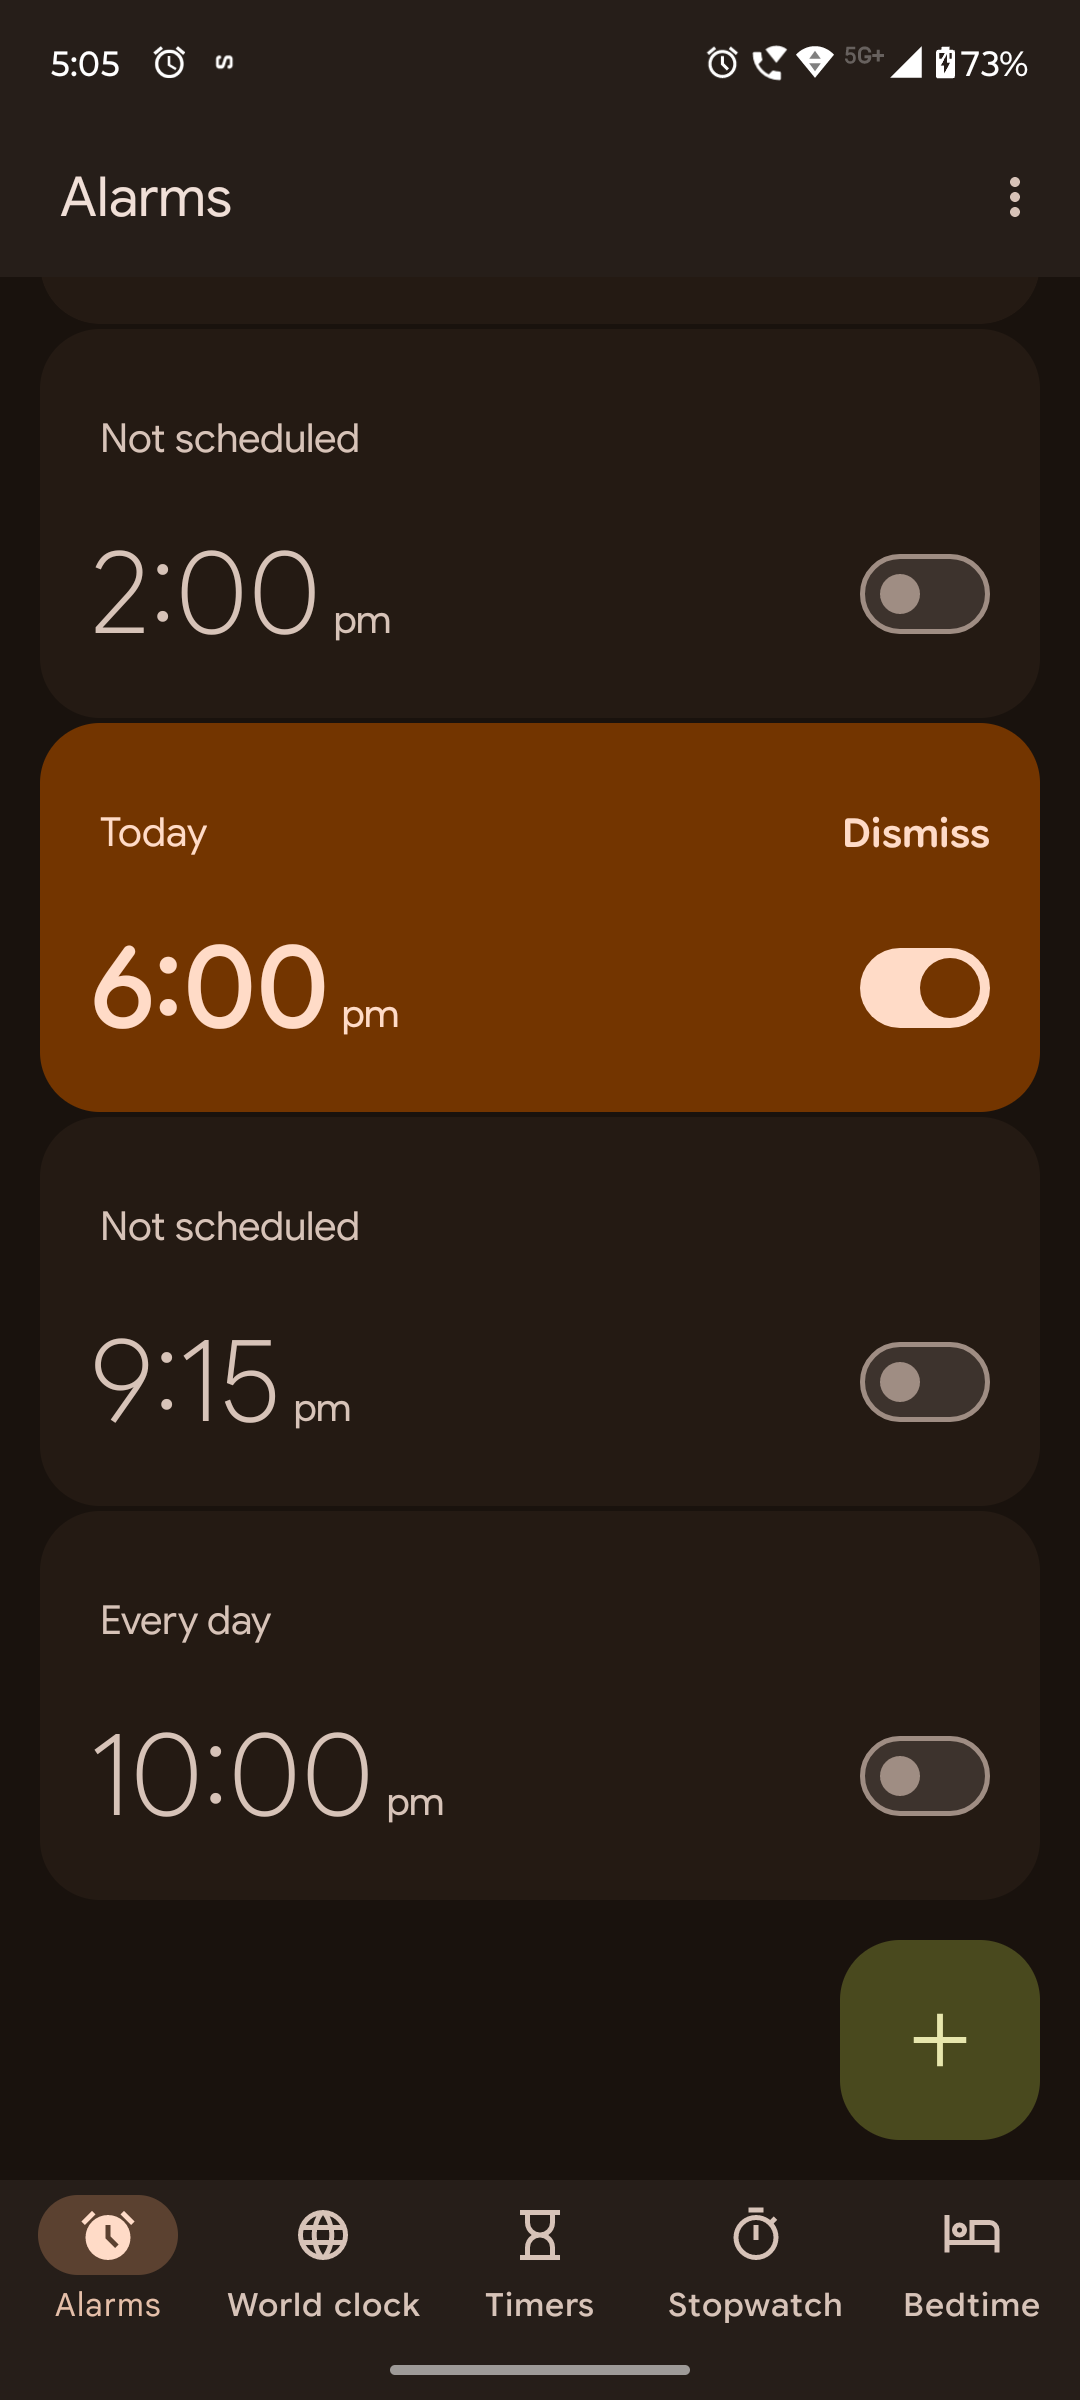 5:05 5G+ 73%
Alarms
Not scheduled
2:00 pm
Today Dismiss
6:00 pm
Not scheduled
9:15 pm
Every day
10:00 pm
Alarms World clock Timers Stopwatch Bedtime